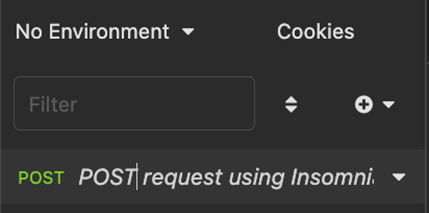 No Environment Cookies
Filter
POST POST request using Insomni